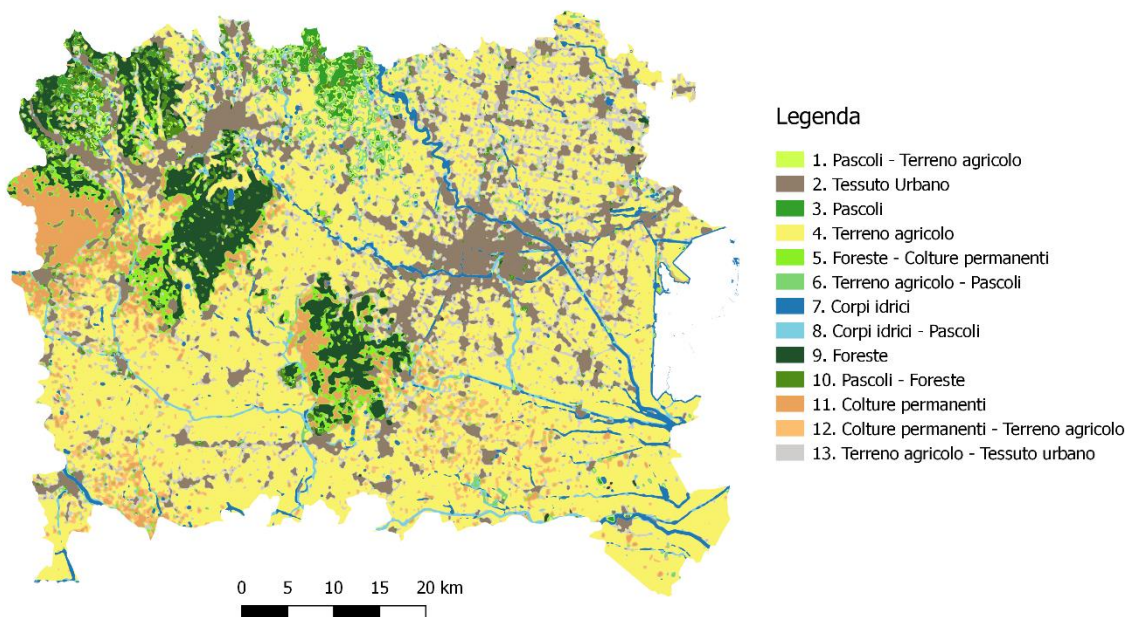 Legenda
1. Pascoli - Terreno agricolo
2. Tessuto Urbano
3. Pascoli
4. Terreno agricolo
5. Foreste - Colture permanenti
6. Terreno agricolo - Pascoli
7. Corpi idrici
8. Corpi idrici - Pascoli
9. Foreste
10. Pascoli - Foreste
11. Colture permanenti
12. Colture permanenti - Terreno agricolo
13. Terreno agricolo - Tessuto urbano
0 5 10 15 20 km